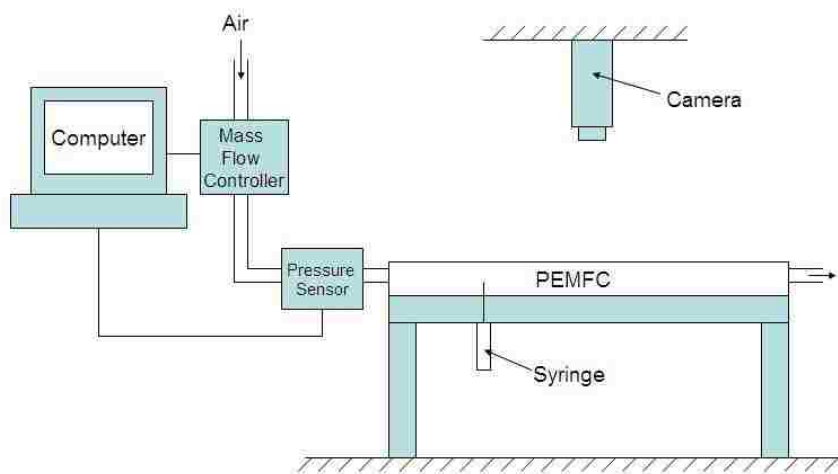 Air
Computer
Mass
Flow
Controller
Camera
Pressure
Sensor
PEMFC
Syringe